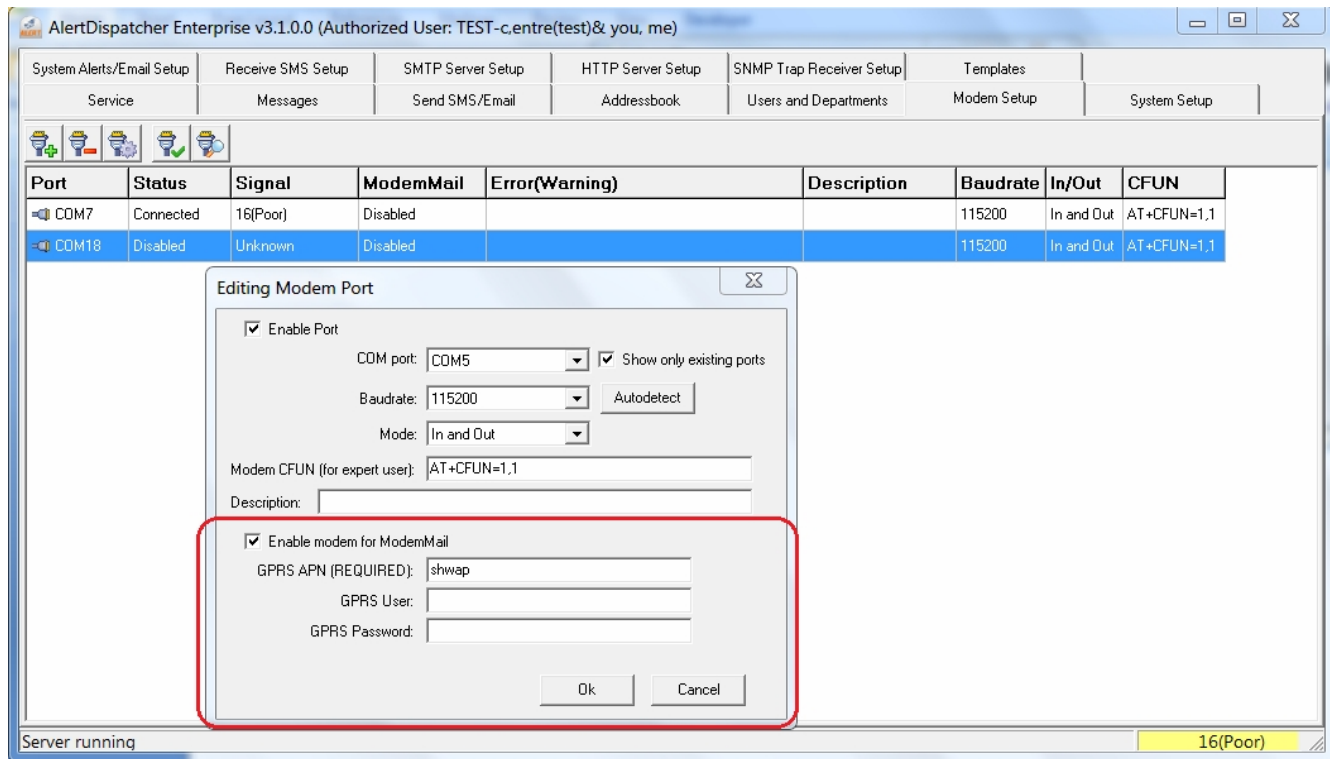 AlertDispatcher Enterprise v3.1.0.0 (Authorized User: TEST-c,entre(test)& you, me)
System Alerts/Email Setup Receive SMS Setup SMTP Server Setup HTTP Server Setup SNMP Trap Receiver Setup Templates
Service Messages Send SMS/Email Addressbook Users and Departments Modem Setup System Setup
Port Status Signal ModemMail Error(Warning) Description Baudrate In/Out CFUN
COM7 Connected 16(Poor) Disabled 115200 In and Out AT+CFUN=1,1
COM18 Disabled Unknown Disabled 115200 In and Out AT+CFUN=1,1
Editing Modem Port
Enable Port
COM port: COM5 Show only existing ports
Baudrate: 115200 Autodetect
Mode: In and Out
Modem CFUN (for expert user): AT+CFUN=1,1
Description:
Enable modem for ModemMail
GPRS APN (REQUIRED): shwap
GPRS User:
GPRS Password:
Ok Cancel
Server running 16(Poor)